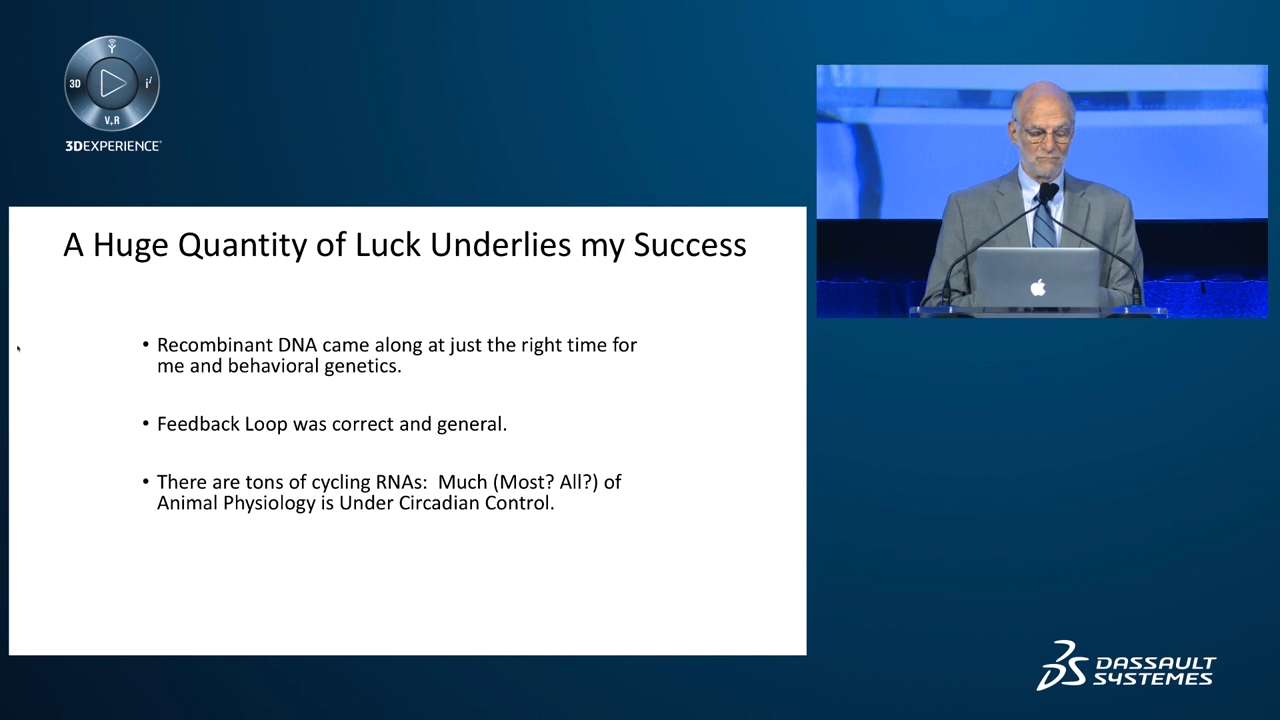 3D
V,R
3DEXPERIENCE
A Huge Quantity of Luck Underlies my Success
• Recombinant DNA came along at just the right time for
me and behavioral genetics.
• Feedback Loop was correct and general.
• There are tons of cycling RNAs: Much (Most? All?) of
Animal Physiology is Under Circadian Control.
DASSAULT
SYSTEMES